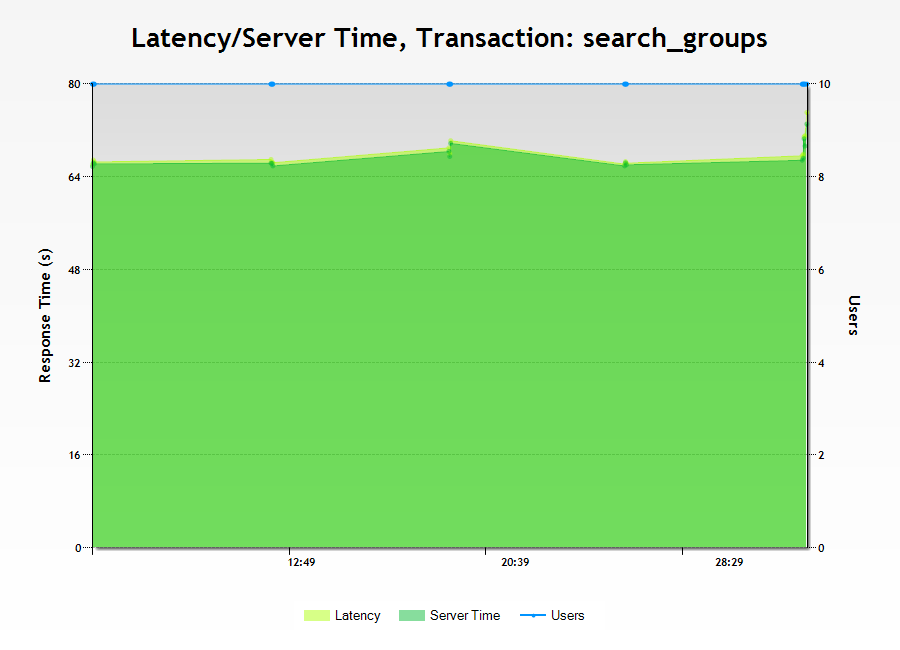 Latency/Server Time, Transaction: search_groups
80
64
48
32
16
0
Response Time (s)
10
8
6
4
2
0
Users
12:49
20:39
28:29
Latency
Server Time
Users